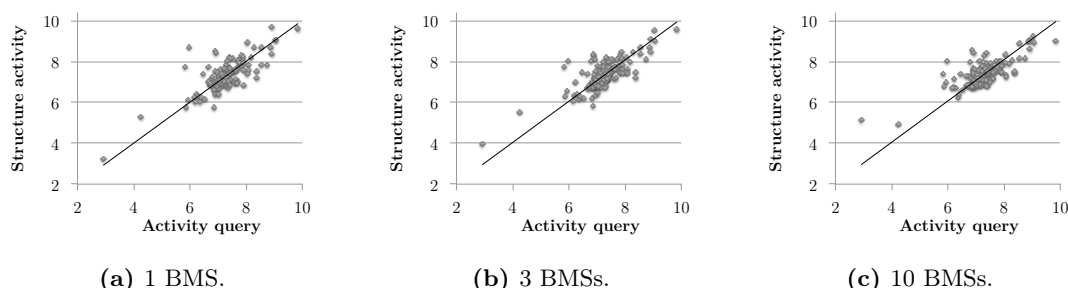 Structure activity
10
8
6
4
2
2 4 6 8 10
Activity query
(a) 1 BMS.
Structure activity
10
8
6
4
2
2 4 6 8 10
Activity query
(b) 3 BMSs.
Structure activity
10
8
6
4
2
2 4 6 8 10
Activity query
(c) 10 BMSs.